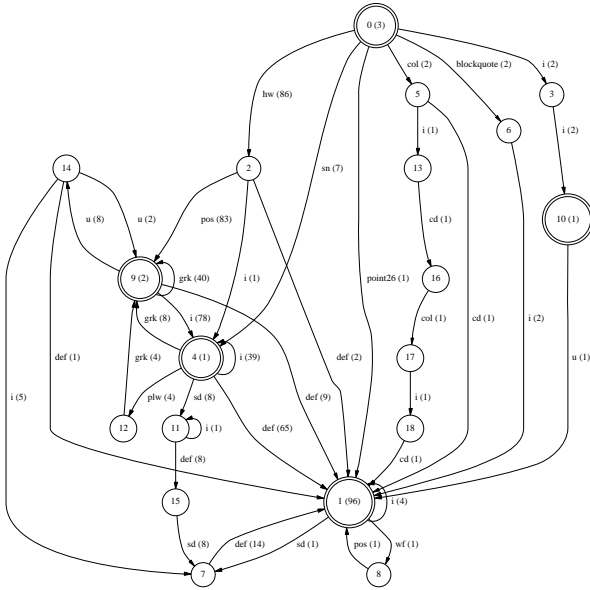 0 (3)
col (2)
blockquote (2)
i (2)
hw (86)
5
3
i (1)
6
i (2)
sn (7)
14
2
13
u (8)
u (2)
pos (83)
cd (1)
10 (1)
9 (2)
grk (40)
i (1)
point26 (1)
16
grk (8)
i (78)
col (1)
cd (1)
i (2)
grk (4)
def (1)
4 (1)
i (39)
def (2)
17
u (1)
i (5)
plw (4)
sd (8)
def (9)
i (1)
12
11
i (1)
def (65)
18
def (8)
cd (1)
15
1 (96)
i (4)
sd (8)
def (14)
sd (1)
pos (1)
wf (1)
7
8